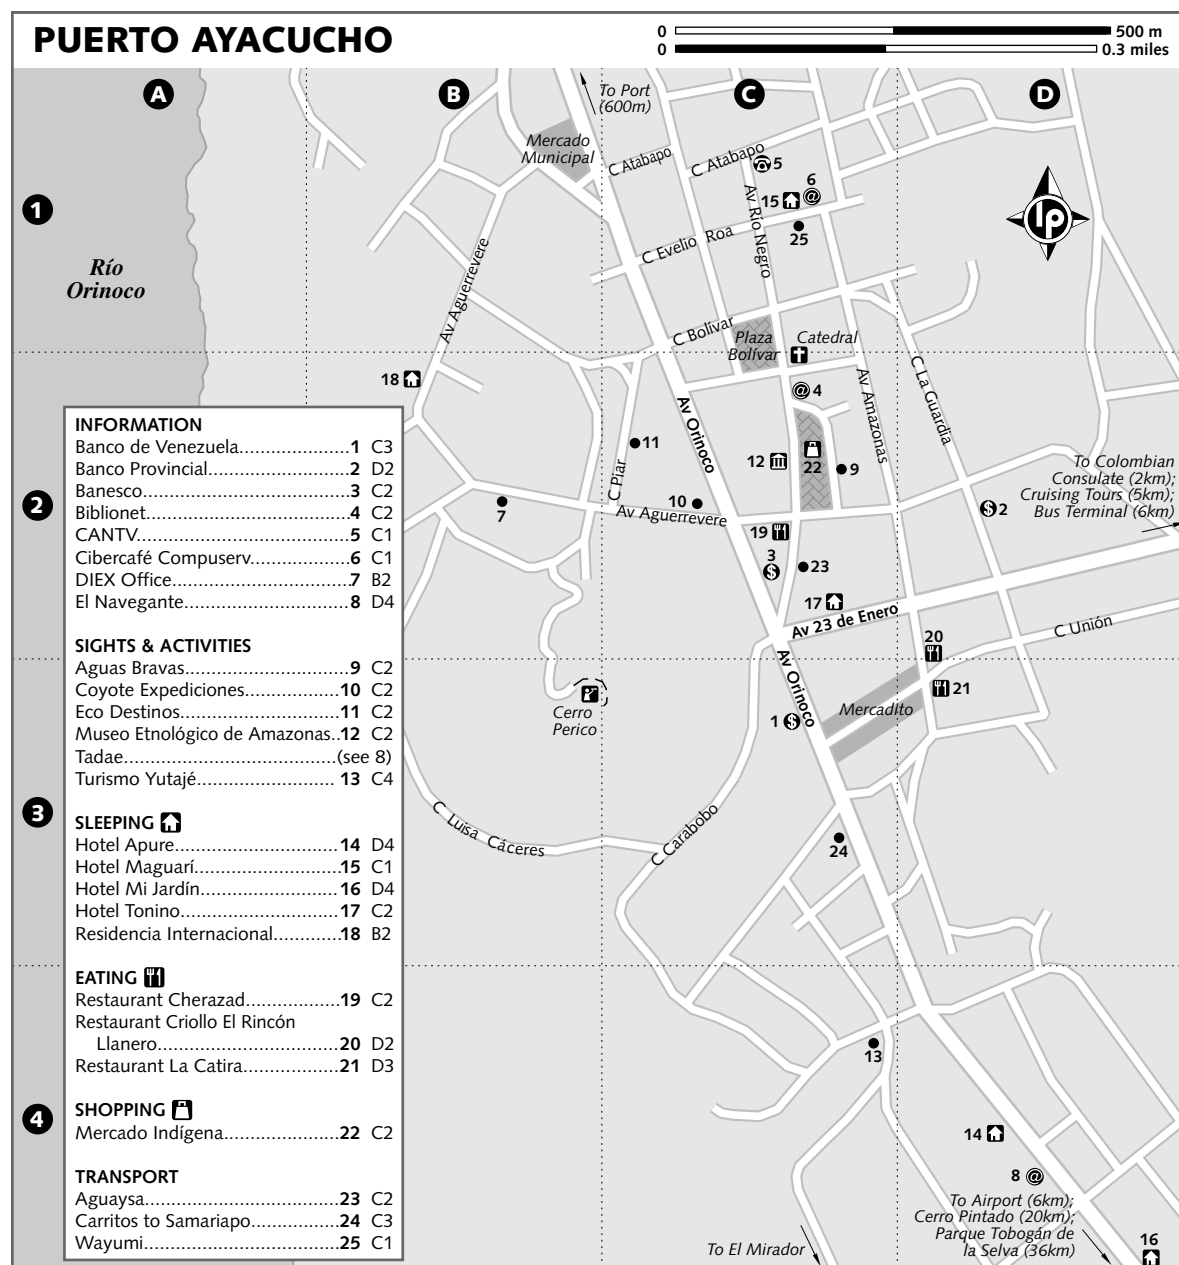 PUERTO AYACUCHO
0 500 m
0 0.3 miles
A
B
C
D
To Port
(600m)
Mercado
Municipal
C Atabapo
C Atabapo
5
6
15
Av Río Negro
25
1
C Evelio Roa
lp
Río
Orinoco
Av Aguerrevere
C Bolívar
Plaza
Bolívar
Catedral
18
4
C La Guardia
Av Amazonas
Av Orinoco
11
12
22
9
C Piar
To Colombian
Consulate (2km);
Cruising Tours (5km);
Bus Terminal (6km)
2
7
10
Av Aguerrevere
$ 2
19
3
$
23
17
Av 23 de Enero
20
C Unión
Av Orinoco
21
Cerro
Perico
1 $
Mercadito
3
C Luisa Cáceres
C Carabobo
24
13
4
14
8
To Airport (6km);
Cerro Pintado (20km);
Parque Tobogán de
la Selva (36km)
16
To El Mirador
INFORMATION
Banco de Venezuela.....................1 C3
Banco Provincial.........................2 D2
Banesco......................................3 C2
Biblionet.....................................4 C2
CANTV.......................................5 C1
Cibercafé Compuserv...................6 C1
DIEX Office.................................7 B2
El Navegante...............................8 D4
SIGHTS & ACTIVITIES
Aguas Bravas..............................9 C2
Coyote Expediciones..................10 C2
Eco Destinos.............................11 C2
Museo Etnológico de Amazonas..12 C2
Tadae.......................................(see 8)
Turismo Yutajé..........................13 C4
SLEEPING
Hotel Apure..............................14 D4
Hotel Maguarí...........................15 C1
Hotel Mi Jardín..........................16 D4
Hotel Tonino.............................17 C2
Residencia Internacional.............18 B2
EATING
Restaurant Cherazad..................19 C2
Restaurant Criollo El Rincón
Llanero.................................20 D2
Restaurant La Catira..................21 D3
SHOPPING
Mercado Indígena......................22 C2
TRANSPORT
Aguaysa...................................23 C2
Carritos to Samariapo.................24 C3
Wayumi....................................25 C1